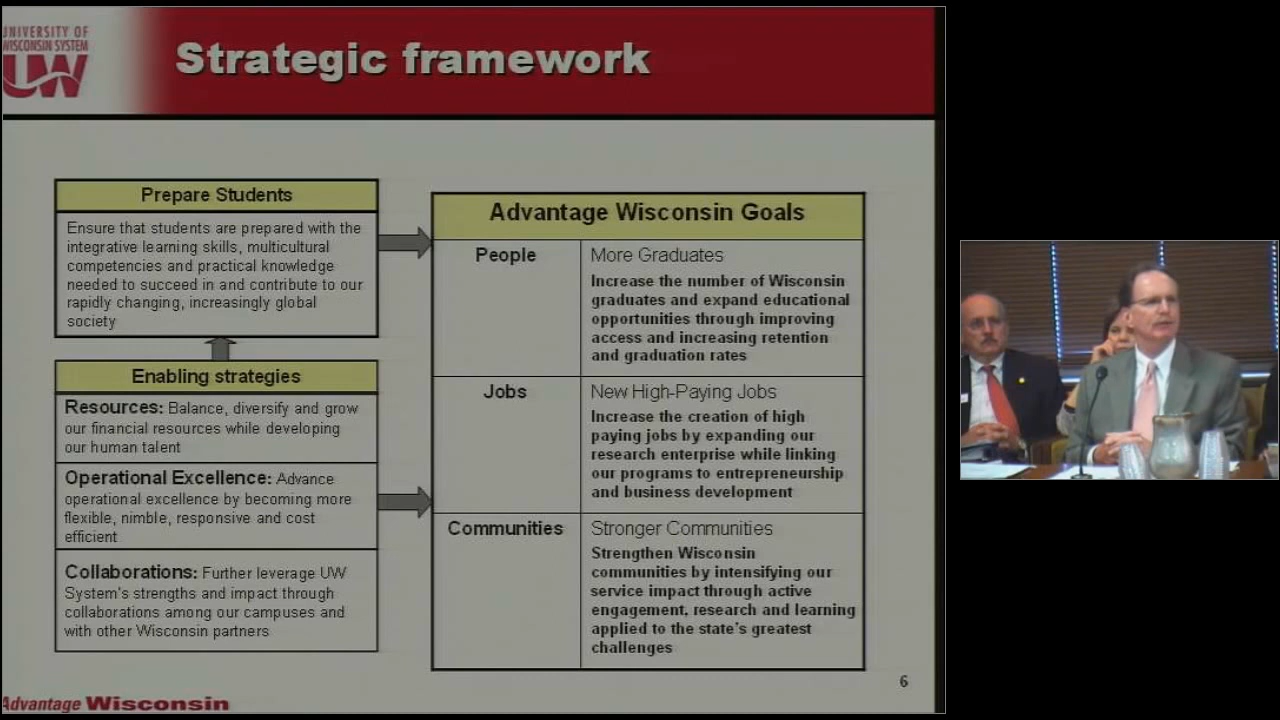 UNIVERSITY OF
WISCONSIN SYSTEM
UW
Strategic framework
Prepare Students
Ensure that students are prepared with the
integrative learning skills, multicultural
competencies and practical knowledge
needed to succeed in and contribute to our
rapidly changing, increasingly global
society
Enabling strategies
Resources: Balance, diversify and grow
our financial resources while developing
our human talent
Operational Excellence: Advance
operational excellence by becoming more
flexible, nimble, responsive and cost
efficient
Collaborations: Further leverage UW
System's strengths and impact through
collaborations among our campuses and
with other Wisconsin partners
Advantage Wisconsin Goals
People
More Graduates
Increase the number of Wisconsin
graduates and expand educational
opportunities through improving
access and increasing retention
and graduation rates
Jobs
New High-Paying Jobs
Increase the creation of high
paying jobs by expanding our
research enterprise while linking
our programs to entrepreneurship
and business development
Communities
Stronger Communities
Strengthen Wisconsin
communities by intensifying our
service impact through active
engagement, research and learning
applied to the state's greatest
challenges
6
Advantage Wisconsin